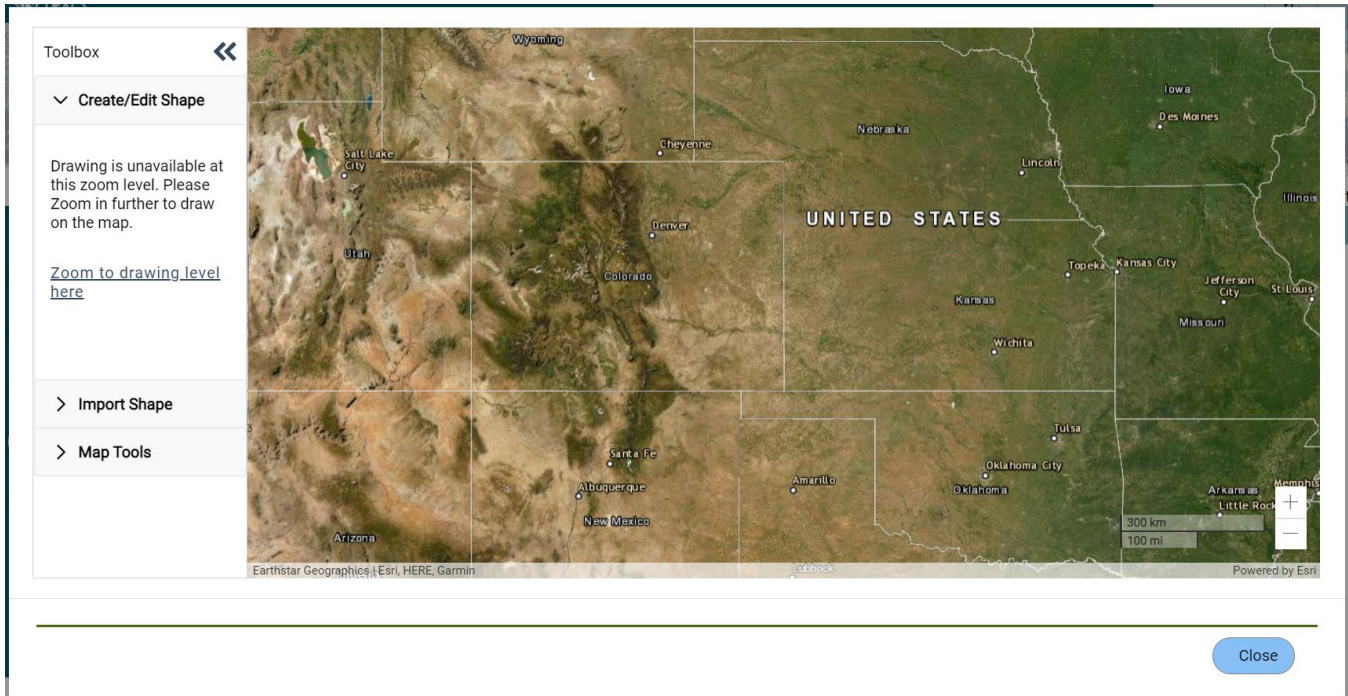 Toolbox
Create/Edit Shape
Drawing is unavailable at
this zoom level. Please
Zoom in further to draw
on the map.
Zoom to drawing level
here
Import Shape
Map Tools
Wyoming
Iowa
Des Moines
Nebraska
Cheyenne
Salt Lake
City
Lincoln
Illinois
UNITED STATES
Denver
Utah
Topeka
Kansas City
Colorado
Jefferson
City
St Louis
Kansas
Missouri
Wichita
Tulsa
Santa Fe
Oklahoma City
Amarillo
Albuquerque
Oklahoma
Arkansas
Memphis
Little Rock
New Mexico
300 km
Arizona
100 mi
Lubbock
Earthstar Geographics | Esri, HERE, Garmin
Powered by Esri
Close